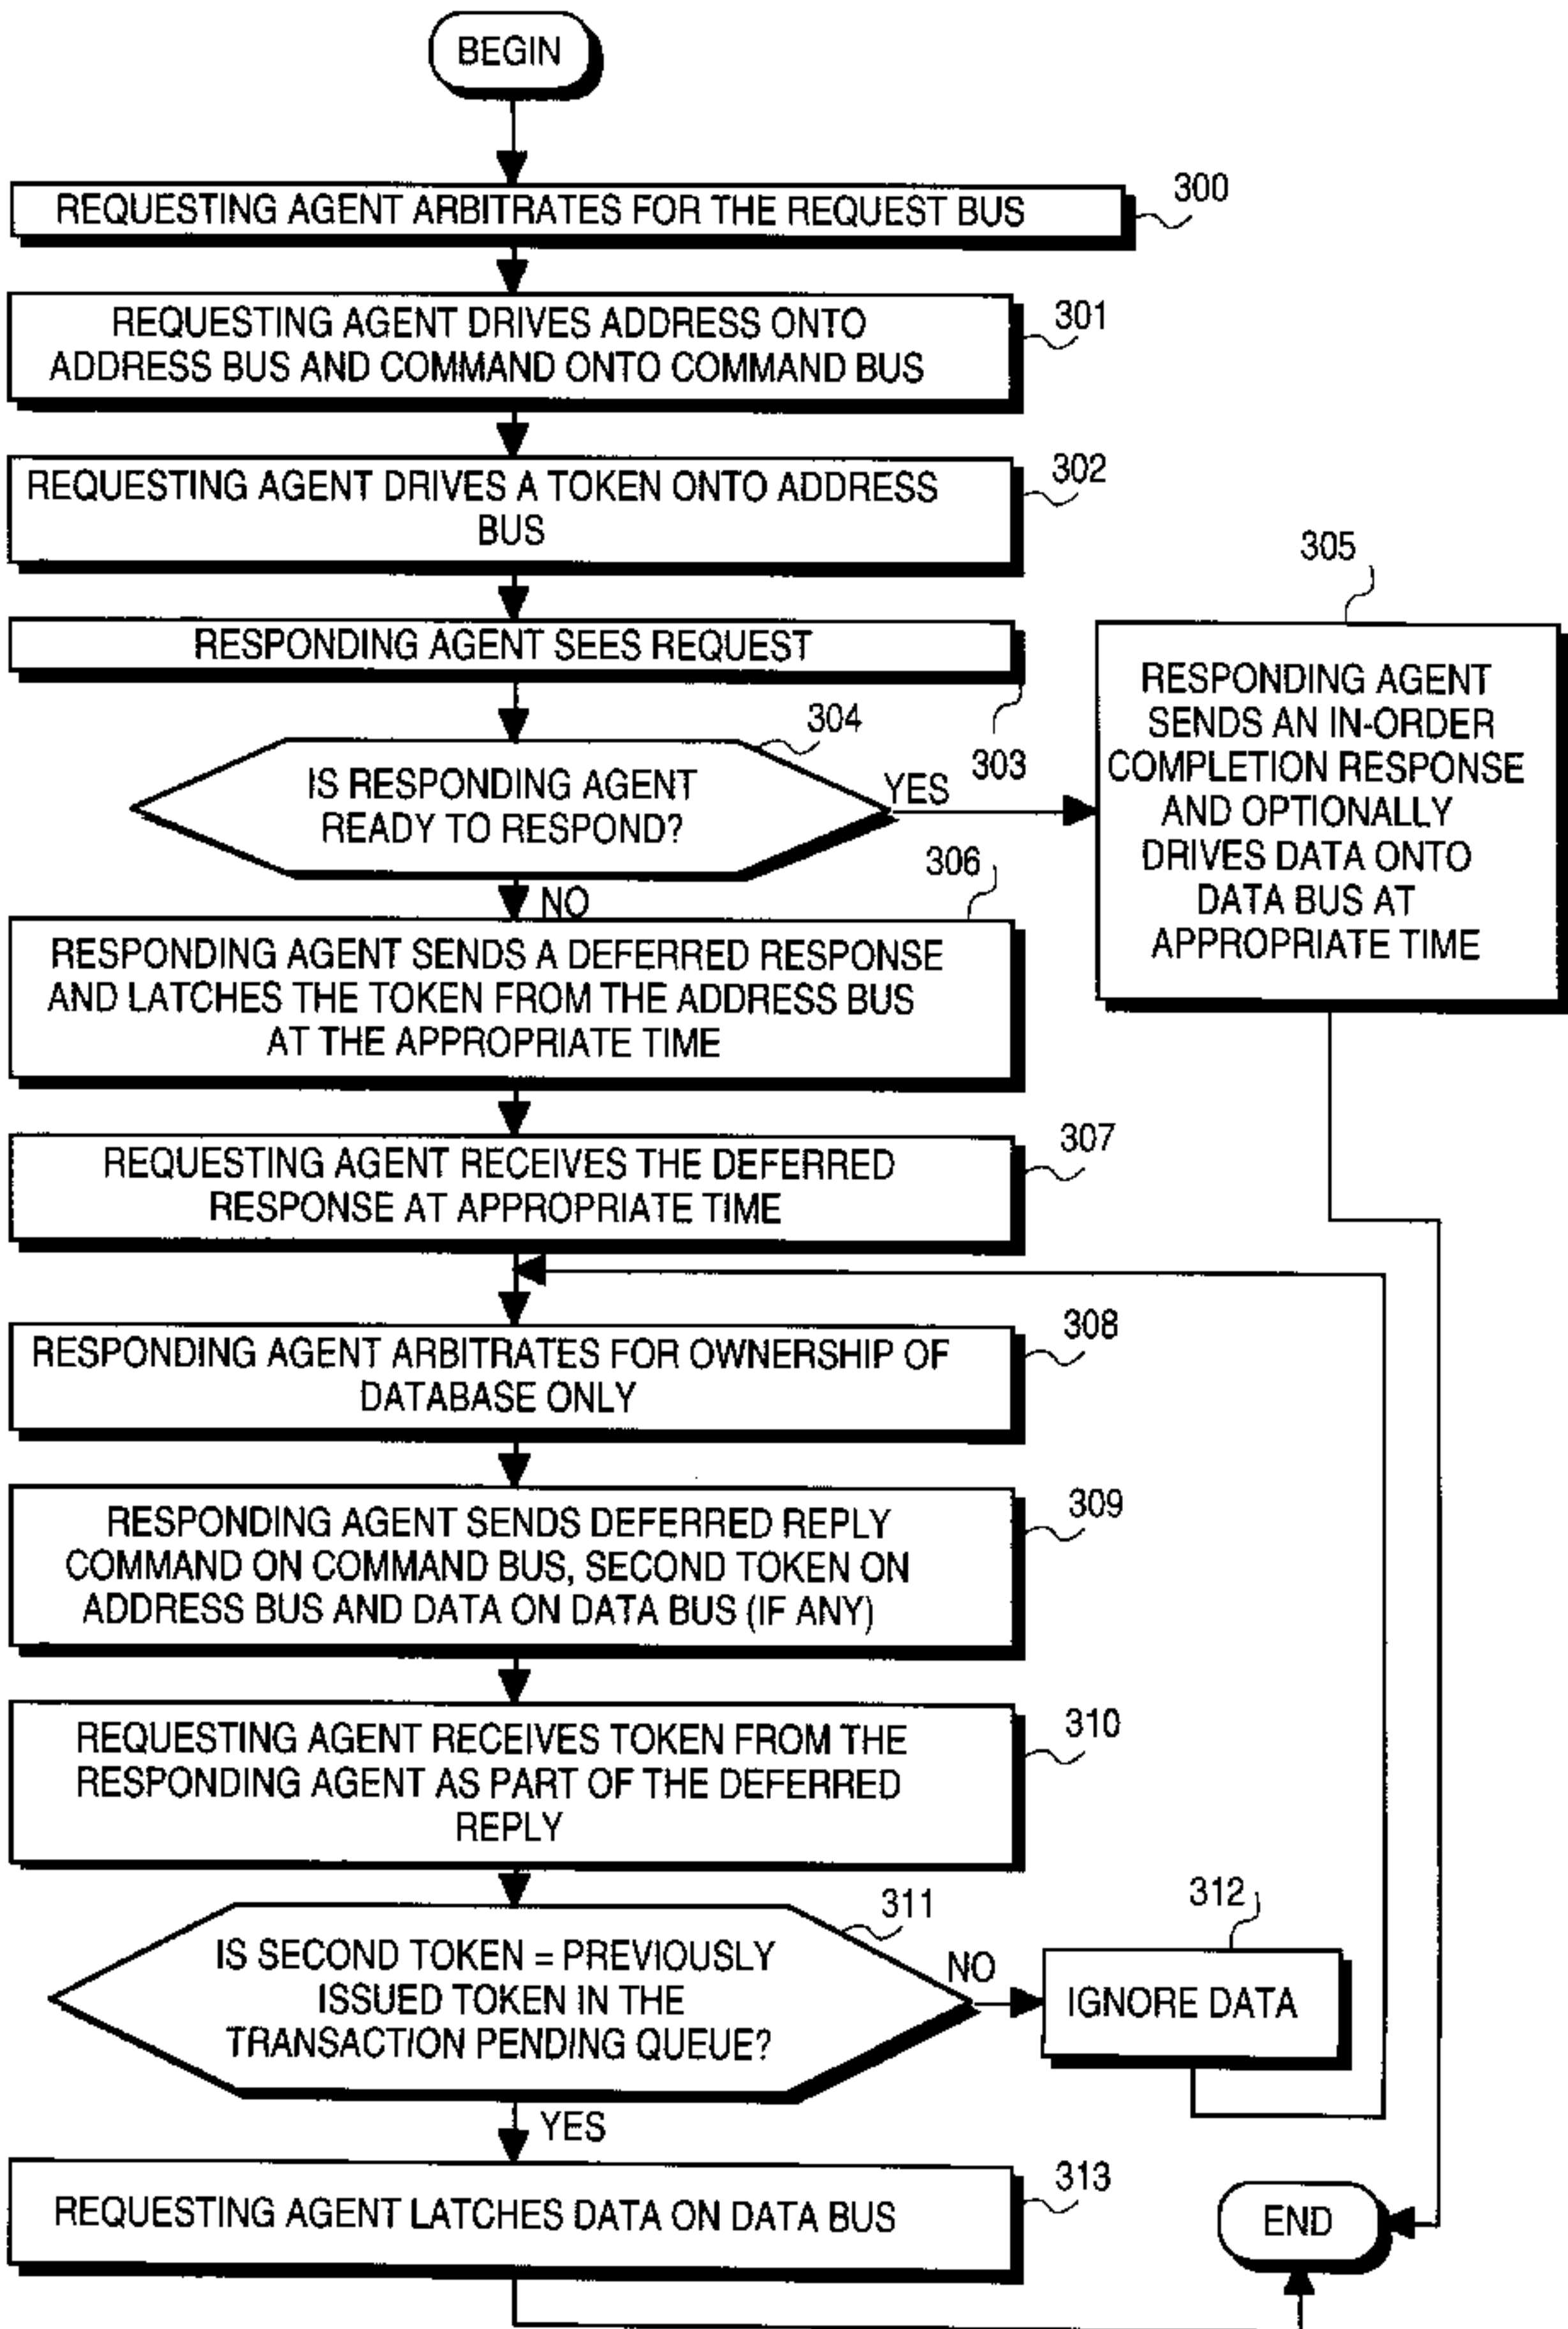 BEGIN
REQUESTING AGENT ARBITRATES FOR THE REQUEST BUS
300
REQUESTING AGENT DRIVES ADDRESS ONTO
ADDRESS BUS AND COMMAND ONTO COMMAND BUS
301
REQUESTING AGENT DRIVES A TOKEN ONTO ADDRESS
BUS
302
RESPONDING AGENT SEES REQUEST
303
IS RESPONDING AGENT
READY TO RESPOND?
304
YES
305
RESPONDING AGENT
SENDS AN IN-ORDER
COMPLETION RESPONSE
AND OPTIONALLY
DRIVES DATA ONTO
DATA BUS AT
APPROPRIATE TIME
NO
306
RESPONDING AGENT SENDS A DEFERRED RESPONSE
AND LATCHES THE TOKEN FROM THE ADDRESS BUS
AT THE APPROPRIATE TIME
REQUESTING AGENT RECEIVES THE DEFERRED
RESPONSE AT APPROPRIATE TIME
307
RESPONDING AGENT ARBITRATES FOR OWNERSHIP OF
DATABASE ONLY
308
RESPONDING AGENT SENDS DEFERRED REPLY
COMMAND ON COMMAND BUS, SECOND TOKEN ON
ADDRESS BUS AND DATA ON DATA BUS (IF ANY)
309
REQUESTING AGENT RECEIVES TOKEN FROM THE
RESPONDING AGENT AS PART OF THE DEFERRED
REPLY
310
IS SECOND TOKEN = PREVIOUSLY
ISSUED TOKEN IN THE
TRANSACTION PENDING QUEUE?
311
NO
312
IGNORE DATA
YES
REQUESTING AGENT LATCHES DATA ON DATA BUS
313
END